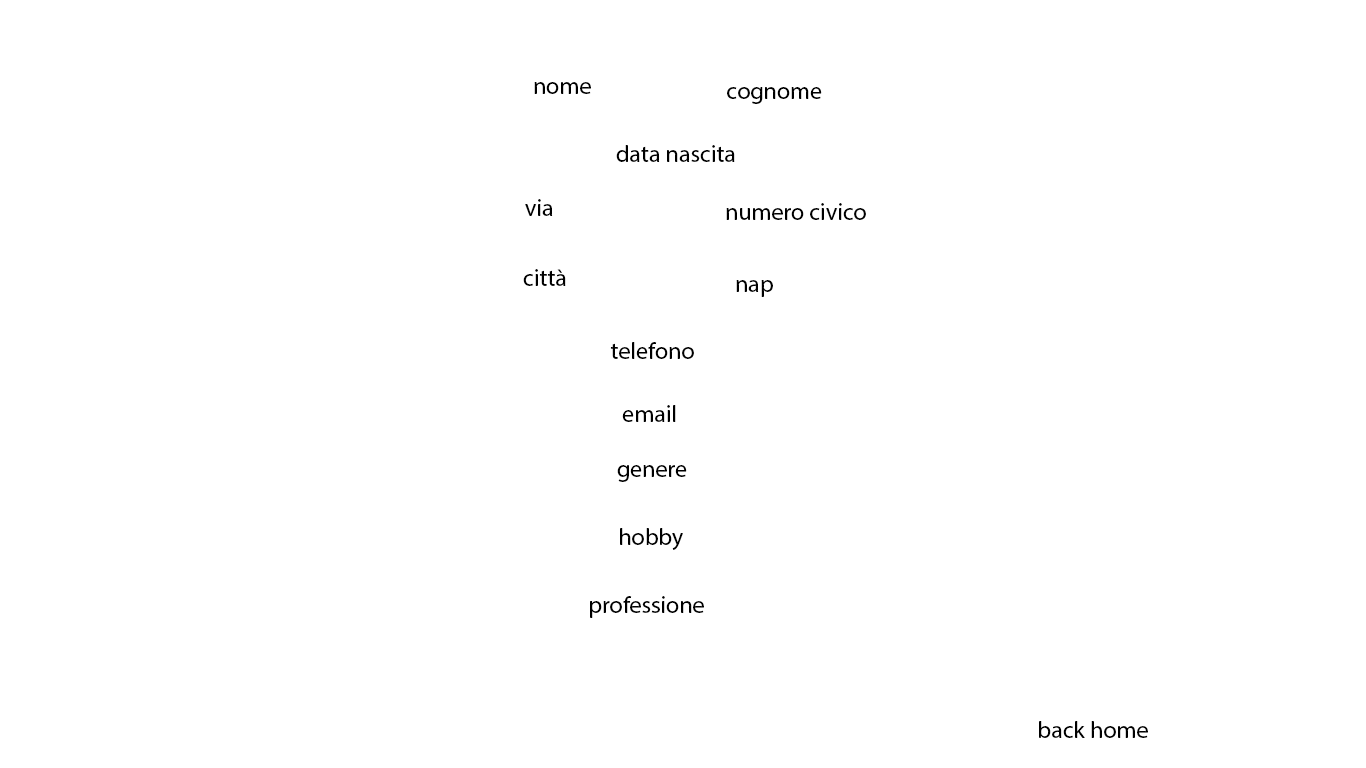 nome
cognome
data nascita
via
numero civico
città
nap
telefono
email
genere
hobby
professione
back home